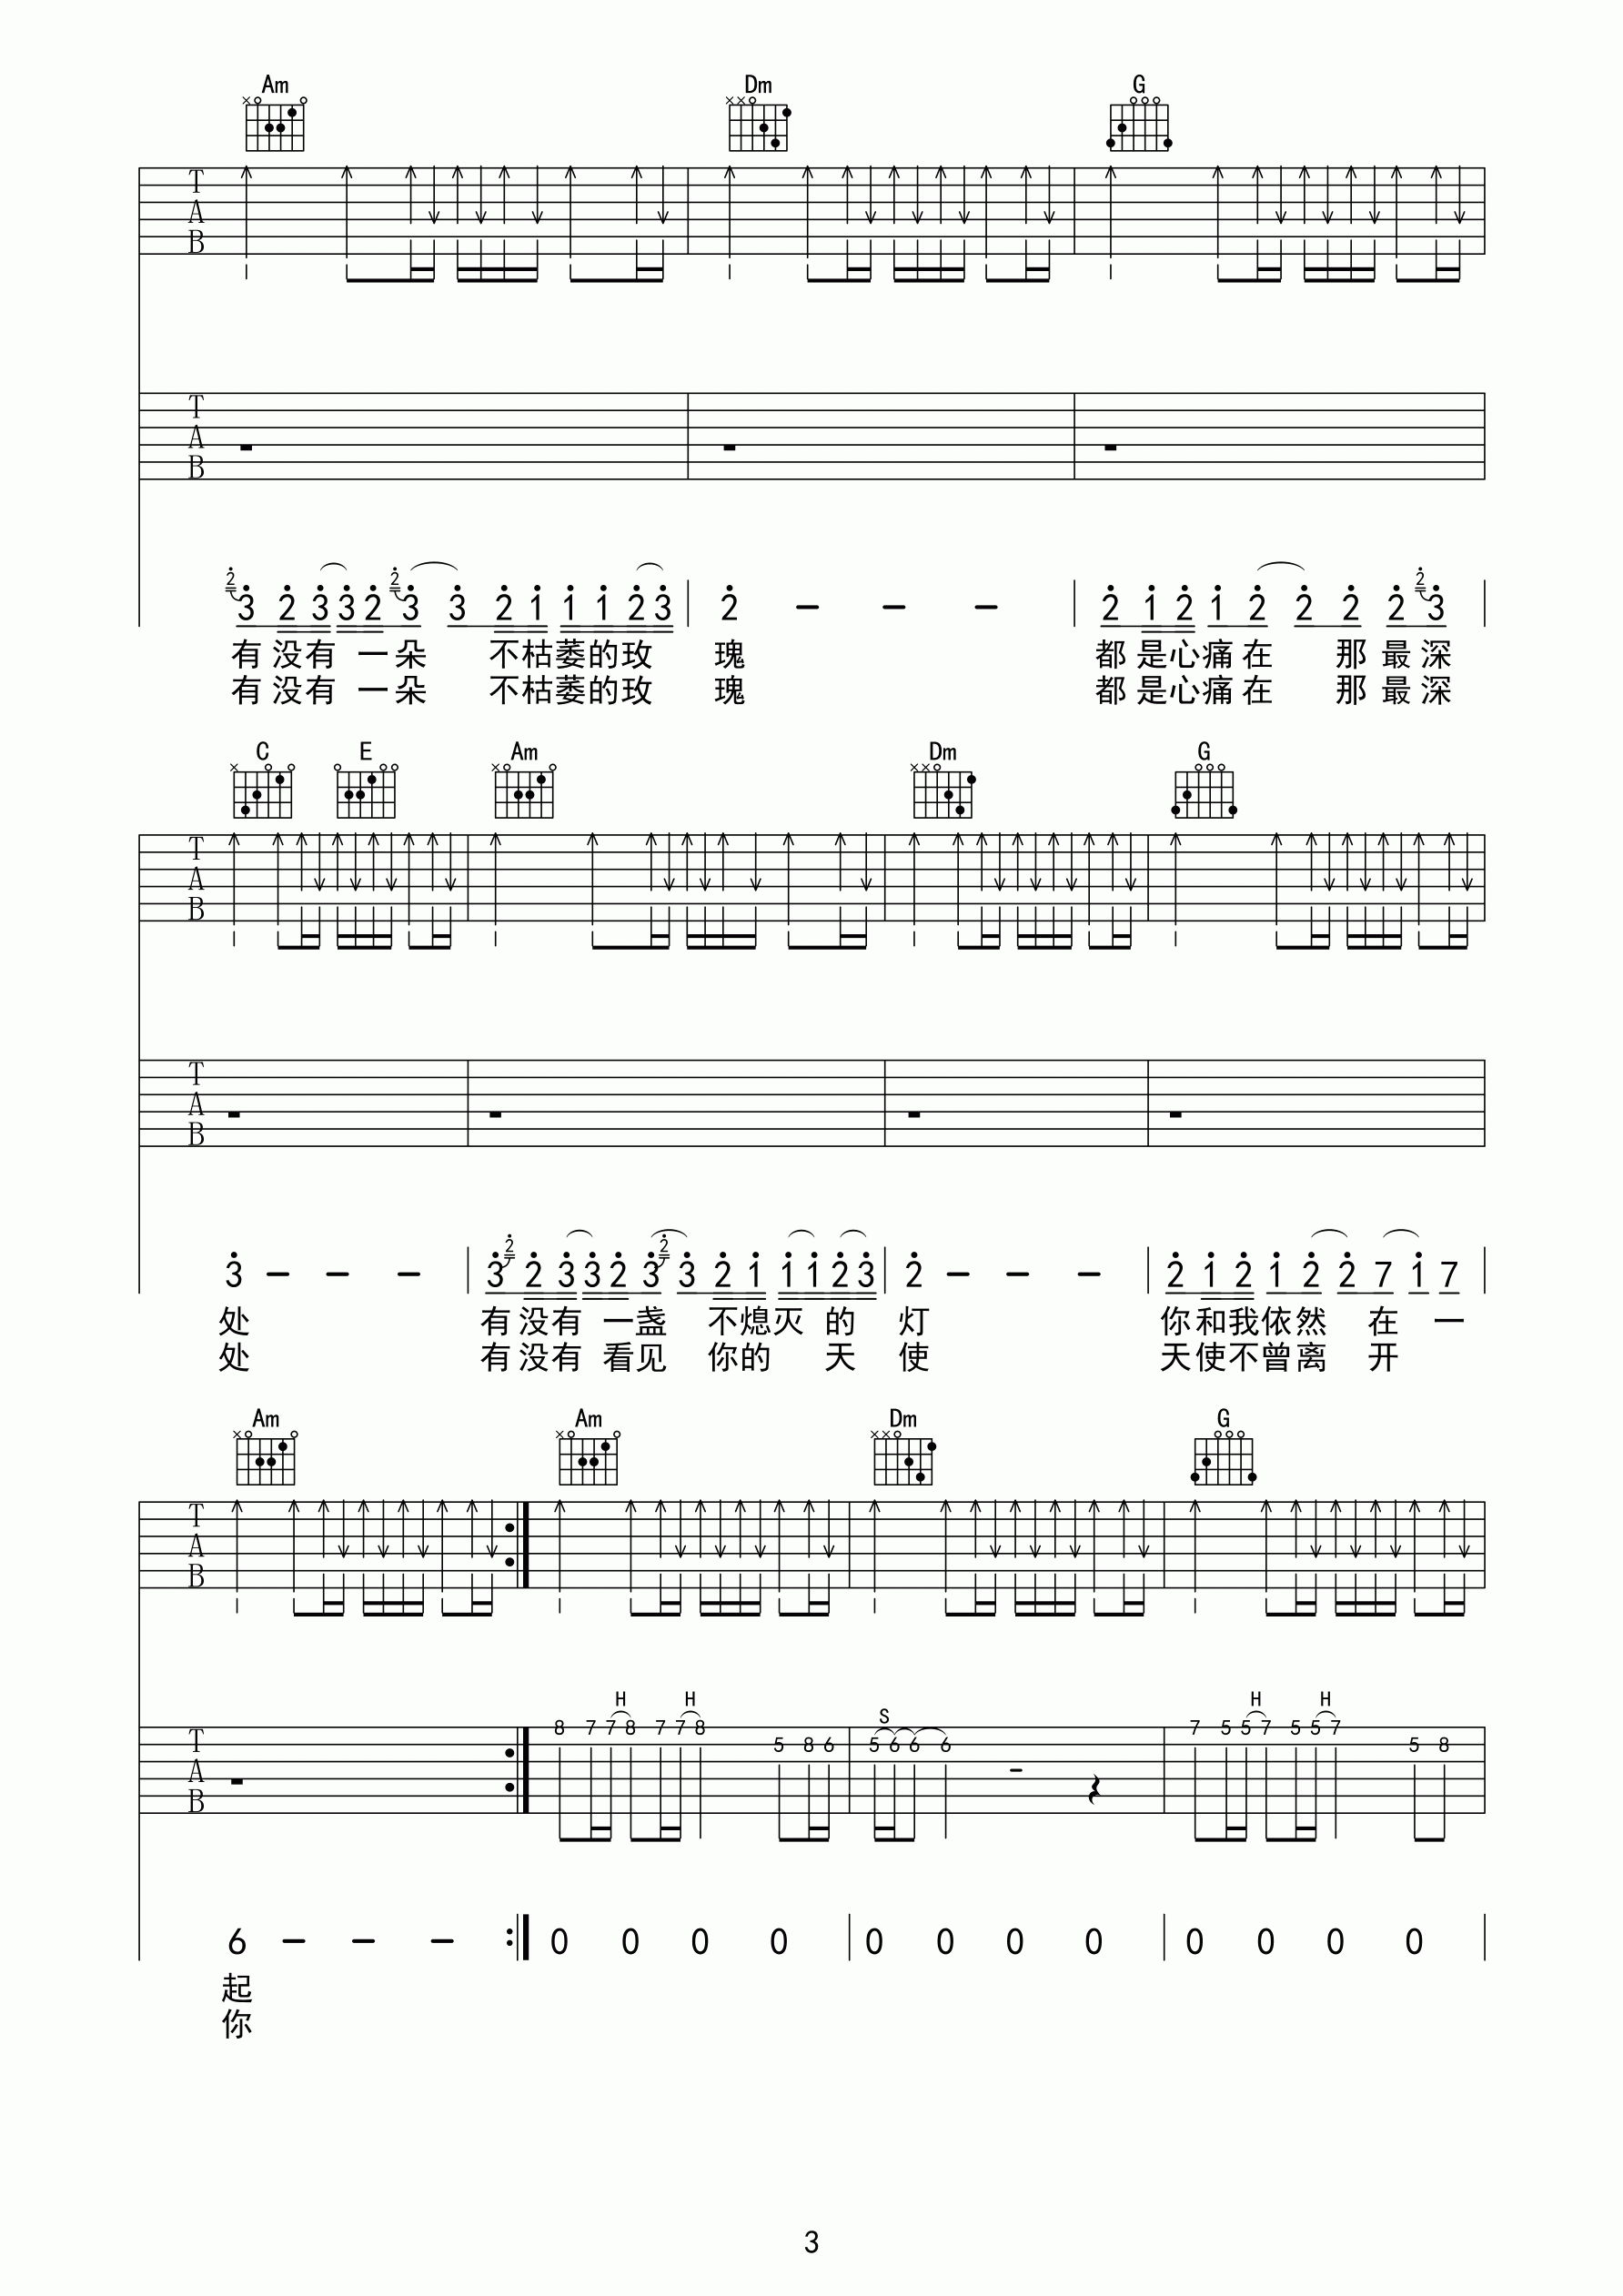 Am Dm G
T
A
B
T
A
B
2 3 2 3 3 2 2 3 3 2 1 1 1 2 3 2 – – – 2 1 2 1 2 2 2 2 2 3
有 没有 一朵 不枯萎的玫 瑰 都 是心痛在 那 最 深
有 没有 一朵 不枯萎的玫 瑰 都 是心痛在 那 最 深
C E Am Dm G
T
A
B
T
A
B
3 – – – 3 2 2 3 3 2 3 2 3 2 1 1 1 2 3 2 – – – 2 1 2 1 2 2 7 1 7
处 有没有 一盏 不熄灭 的 灯 你和我依然 在 一
处 有没有 看见 你的 天 使 天使不曾离 开
Am Am Dm G
T
A
B
H H S H H
T
A
B
8 7 7 8 7 7 8 5 8 6 5 6 6 6 7 5 5 7 5 5 7 5 8
6 – – – 0 0 0 0 0 0 0 0 0 0 0 0
起
你
3